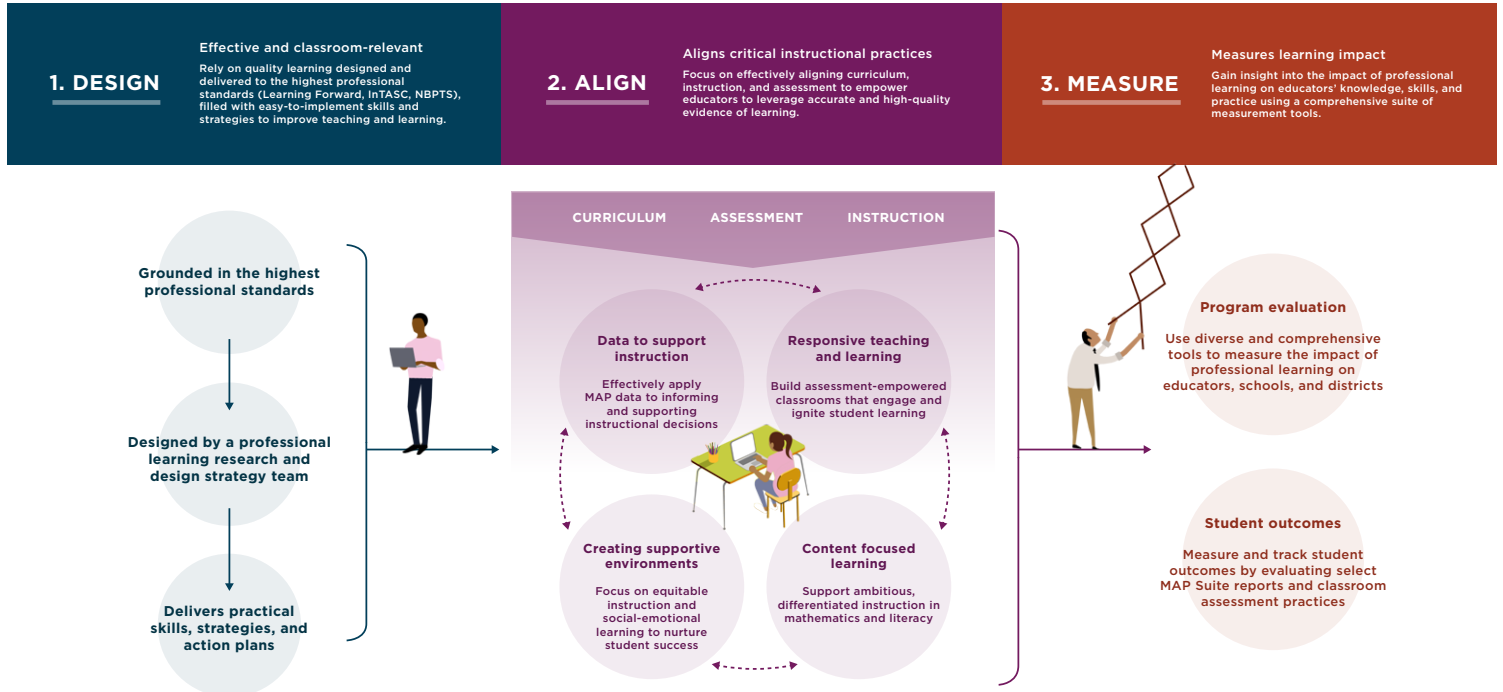 1. DESIGN
Effective and classroom-relevant
Rely on quality learning designed and
delivered to the highest professional
standards (Learning Forward, InTASC, NBPTS),
filled with easy-to-implement skills and
strategies to improve teaching and learning.
2. ALIGN
Aligns critical instructional practices
Focus on effectively aligning curriculum,
instruction, and assessment to empower
educators to leverage accurate and high-quality
evidence of learning.
3. MEASURE
Measures learning impact
Gain insight into the impact of professional
learning on educators' knowledge, skills, and
practice using a comprehensive suite of
measurement tools.
Grounded in the highest
professional standards
Designed by a professional
learning research and
design strategy team
Delivers practical
skills, strategies, and
action plans
CURRICULUM ASSESSMENT INSTRUCTION
Data to support
instruction
Effectively apply
MAP data to informing
and supporting
instructional decisions
Responsive teaching
and learning
Build assessment-empowered
classrooms that engage and
ignite student learning
Creating supportive
environments
Focus on equitable
instruction and
social-emotional
learning to nurture
student success
Content focused
learning
Support ambitious,
differentiated instruction in
mathematics and literacy
Program evaluation
Use diverse and comprehensive
tools to measure the impact of
professional learning on
educators, schools, and districts
Student outcomes
Measure and track student
outcomes by evaluating select
MAP Suite reports and classroom
assessment practices